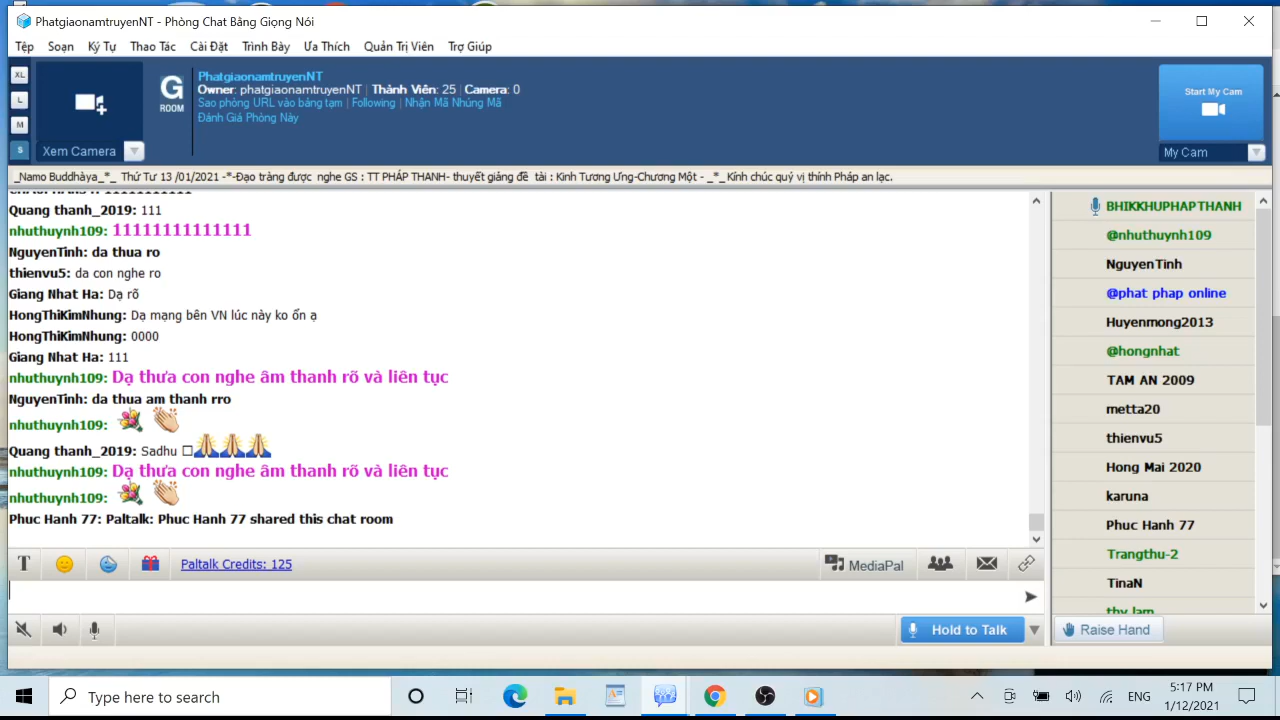 PhatgiaonamtruyenNT - Phòng Chat Bằng Giọng Nói
Tệp Soạn Ký Tự Thao Tác Cài Đặt Trình Bày Ưa Thích Quản Trị Viên Trợ Giúp
XL
L
M
S
Xem Camera
G
ROOM
PhatgiaonamtruyenNT
Owner: phatgiaonamtruyenNT | Thành Viên: 25 | Camera: 0
Sao phòng URL vào bảng tạm | Following | Nhận Mã Nhúng Mã
Đánh Giá Phòng Này
Start My Cam
My Cam
_Namo Buddhàya_*_ Thứ Tư 13 /01/2021 -*-Đạo tràng được nghe GS : TT PHÁP THANH- thuyết giảng đề tài : Kinh Tương Ưng-Chương Một - _*_Kính chúc quý vị thính Pháp an lạc.
Quang thanh_2019: 111
nhuthuynh109: 11111111111111
NguyenTinh: da thua ro
thienvu5: da con nghe ro
Giang Nhat Ha: Dạ rõ
HongThiKimNhung: Dạ mạng bên VN lúc này ko ổn ạ
HongThiKimNhung: 0000
Giang Nhat Ha: 111
nhuthuynh109: Dạ thưa con nghe âm thanh rõ và liên tục
NguyenTinh: da thua am thanh rro
nhuthuynh109:
Quang thanh_2019: Sadhu
nhuthuynh109: Dạ thưa con nghe âm thanh rõ và liên tục
nhuthuynh109:
Phuc Hanh 77: Paltalk: Phuc Hanh 77 shared this chat room
BHIKKHUPHAPTHANH
@nhuthuynh109
NguyenTinh
@phat phap online
Huyenmong2013
@hongnhat
TAM AN 2009
metta20
thienvu5
Hong Mai 2020
karuna
Phuc Hanh 77
Trangthu-2
TinaN
thy lam
T Paltalk Credits: 125 MediaPal
Hold to Talk
Raise Hand
Type here to search
ENG
5:17 PM
1/12/2021